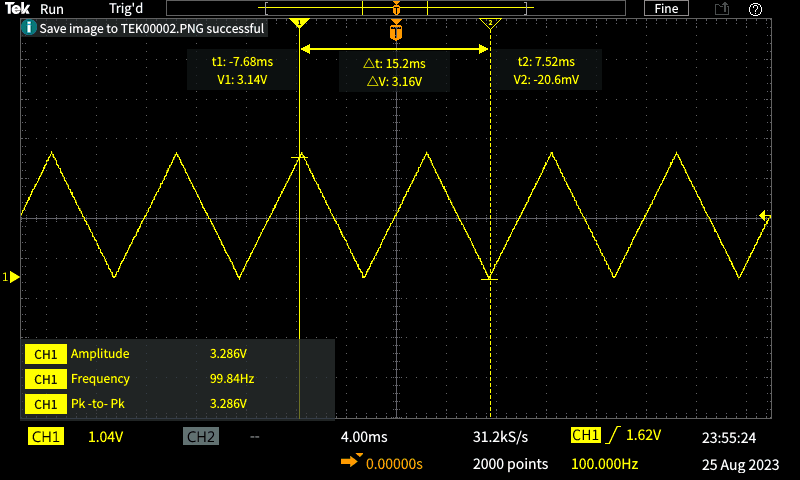 Tek Run Trig'd Fine
Save image to TEK00002.PNG successful
1 2
T
t1: -7.68ms △t: 15.2ms t2: 7.52ms
V1: 3.14V △V: 3.16V V2: -20.6mV
1
CH1 Amplitude 3.286V
CH1 Frequency 99.84Hz
CH1 Pk -to- Pk 3.286V
CH1 1.04V CH2 -- 4.00ms 31.2kS/s CH1 1.62V 23:55:24
0.00000s 2000 points 100.000Hz 25 Aug 2023